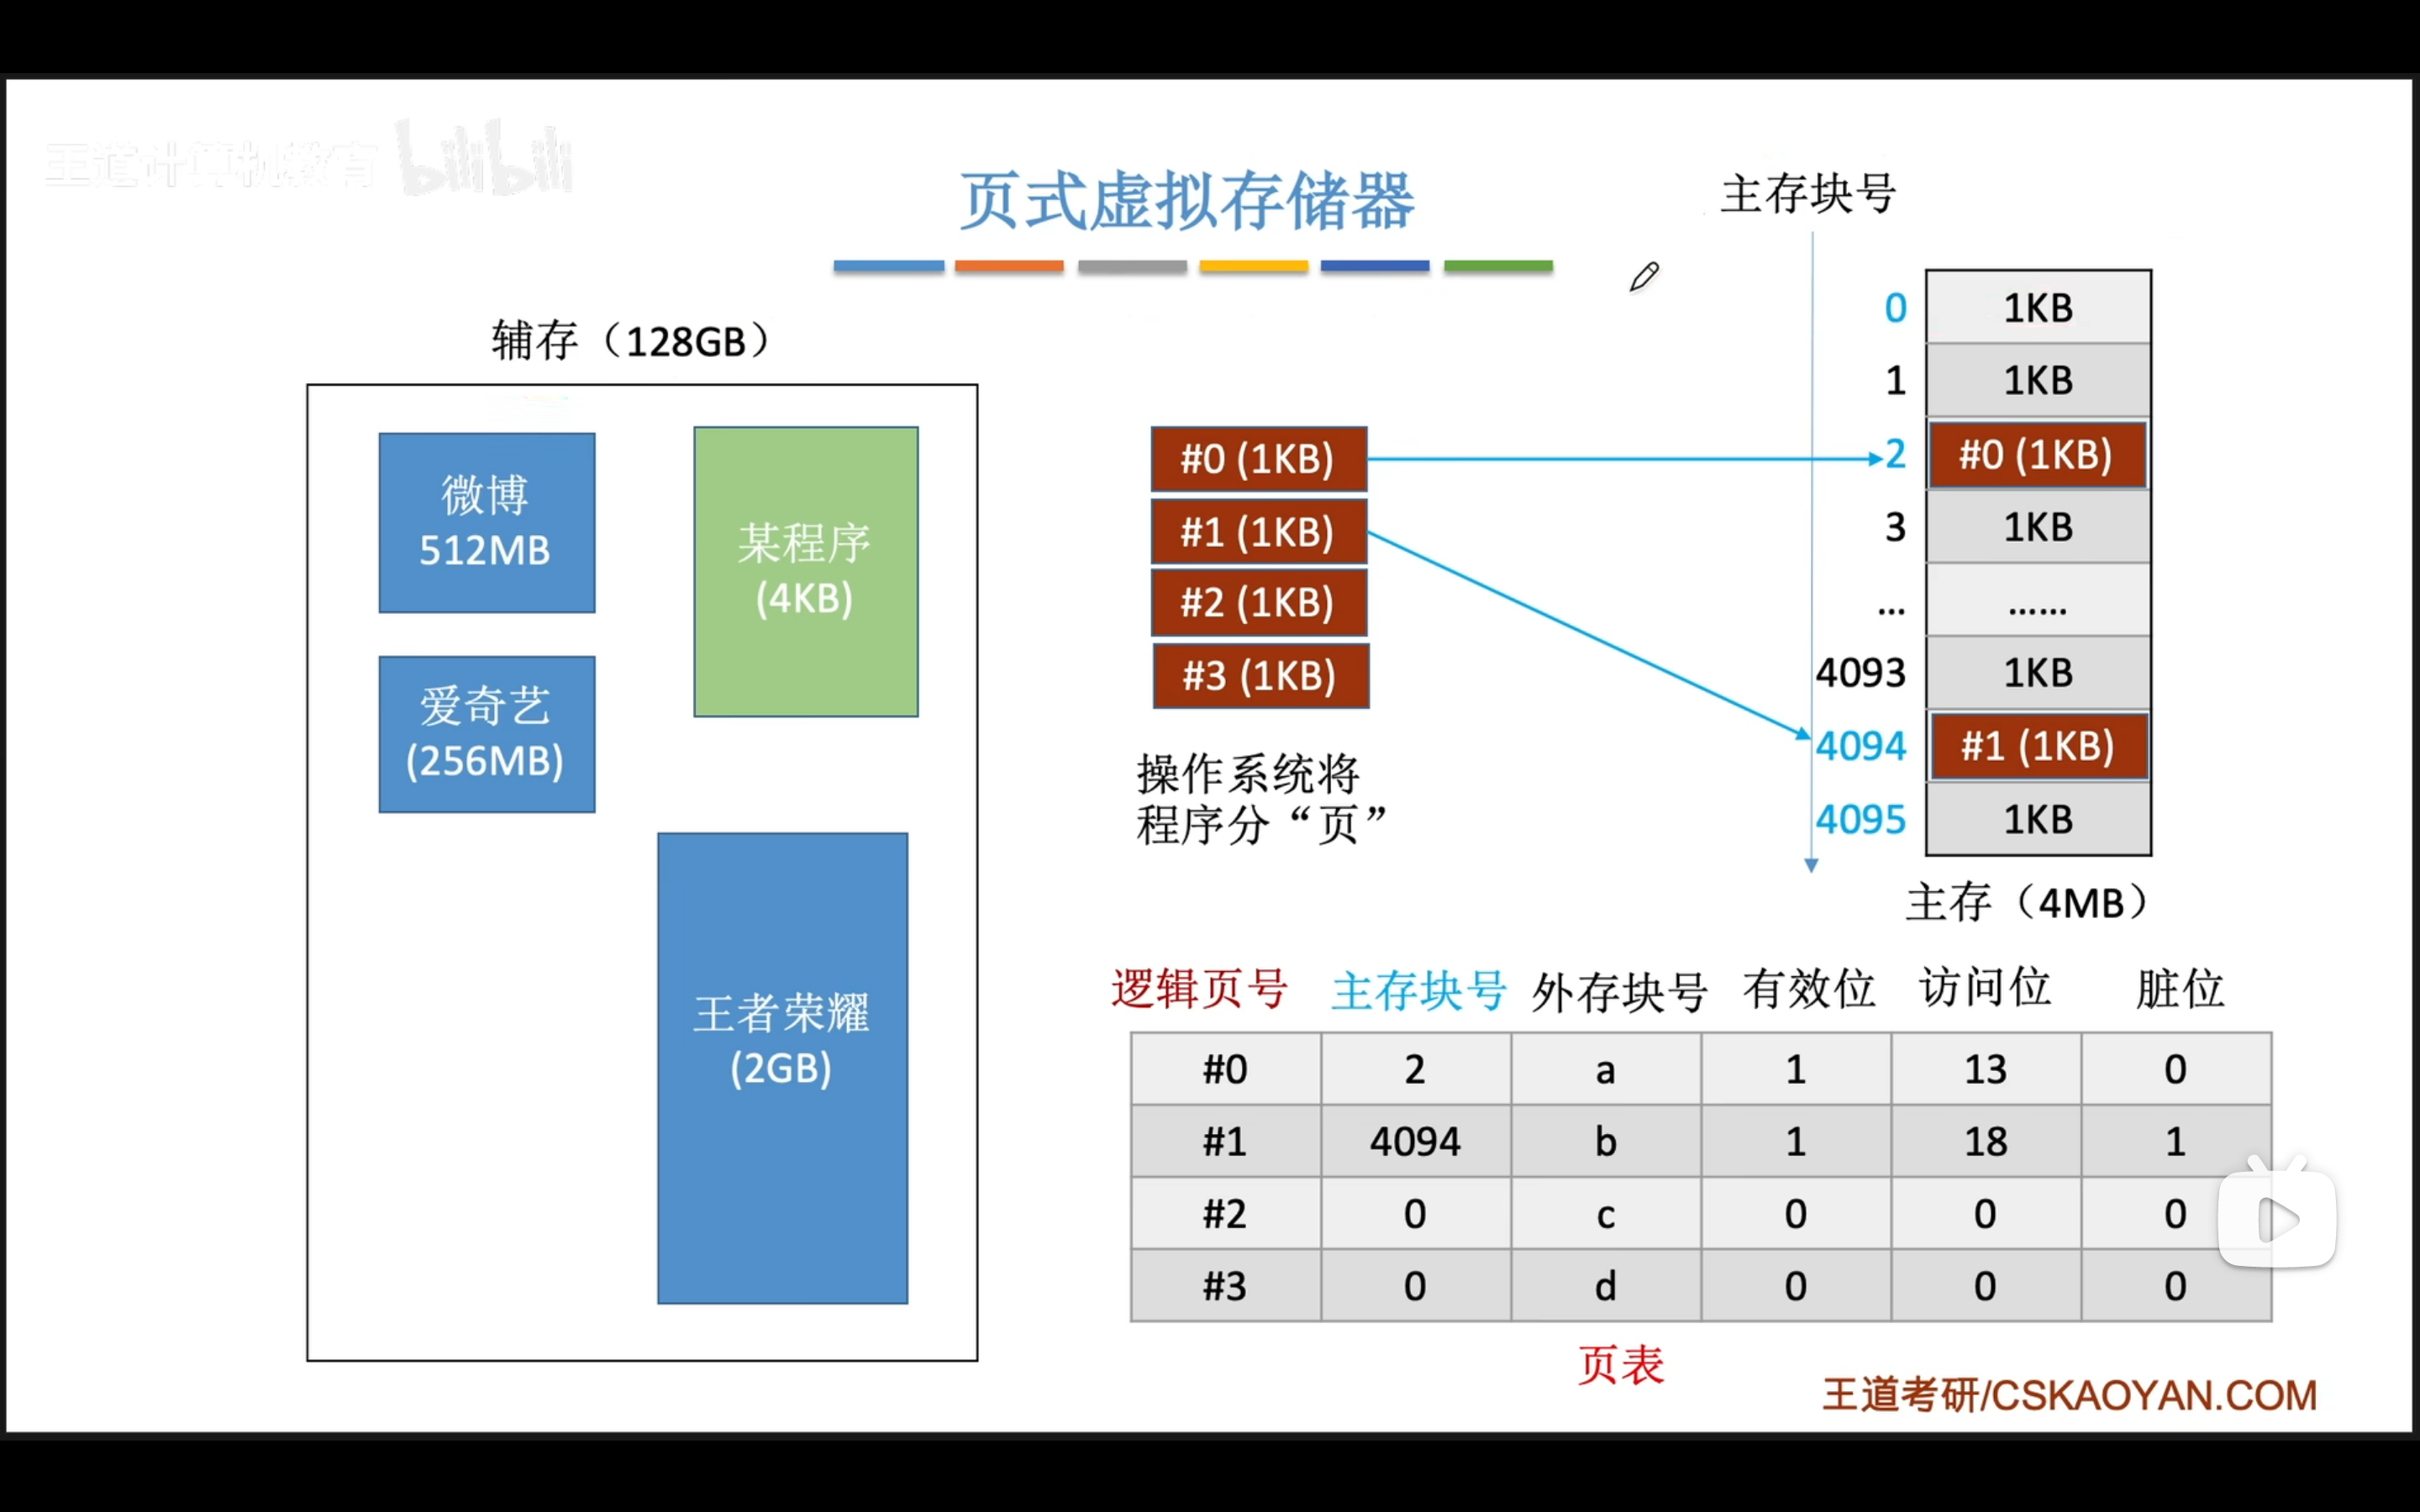 王道计算机教育 bilibili
页式虚拟存储器
主存块号
辅存（128GB）
微博
512MB
某程序
(4KB)
爱奇艺
(256MB)
王者荣耀
(2GB)
#0 (1KB)
#1 (1KB)
#2 (1KB)
#3 (1KB)
操作系统将
程序分“页”
0 1KB
1 1KB
2 #0 (1KB)
3 1KB
... ……
4093 1KB
4094 #1 (1KB)
4095 1KB
主存（4MB）
逻辑页号 主存块号 外存块号 有效位 访问位 脏位
#0 2 a 1 13 0
#1 4094 b 1 18 1
#2 0 c 0 0 0
#3 0 d 0 0 0
页表
王道考研/CSKAOYAN.COM